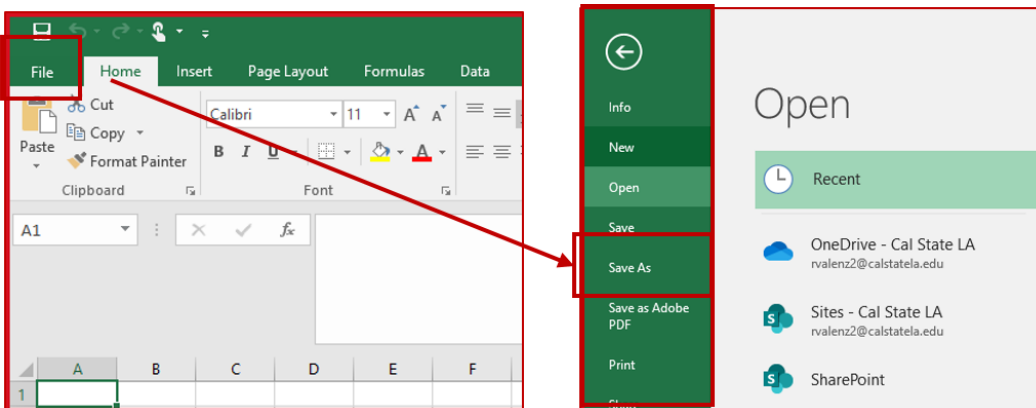 File Home Insert Page Layout Formulas Data
Cut
Copy
Paste
Format Painter
Clipboard
Calibri 11 A A
B I U A
Font
A1 fx
A B C D E F
1
Info
New
Open
Save
Save As
Save as Adobe
PDF
Print
Open
Recent
OneDrive - Cal State LA
rvalenz2@calstatela.edu
Sites - Cal State LA
rvalenz2@calstatela.edu
S
SharePoint
S